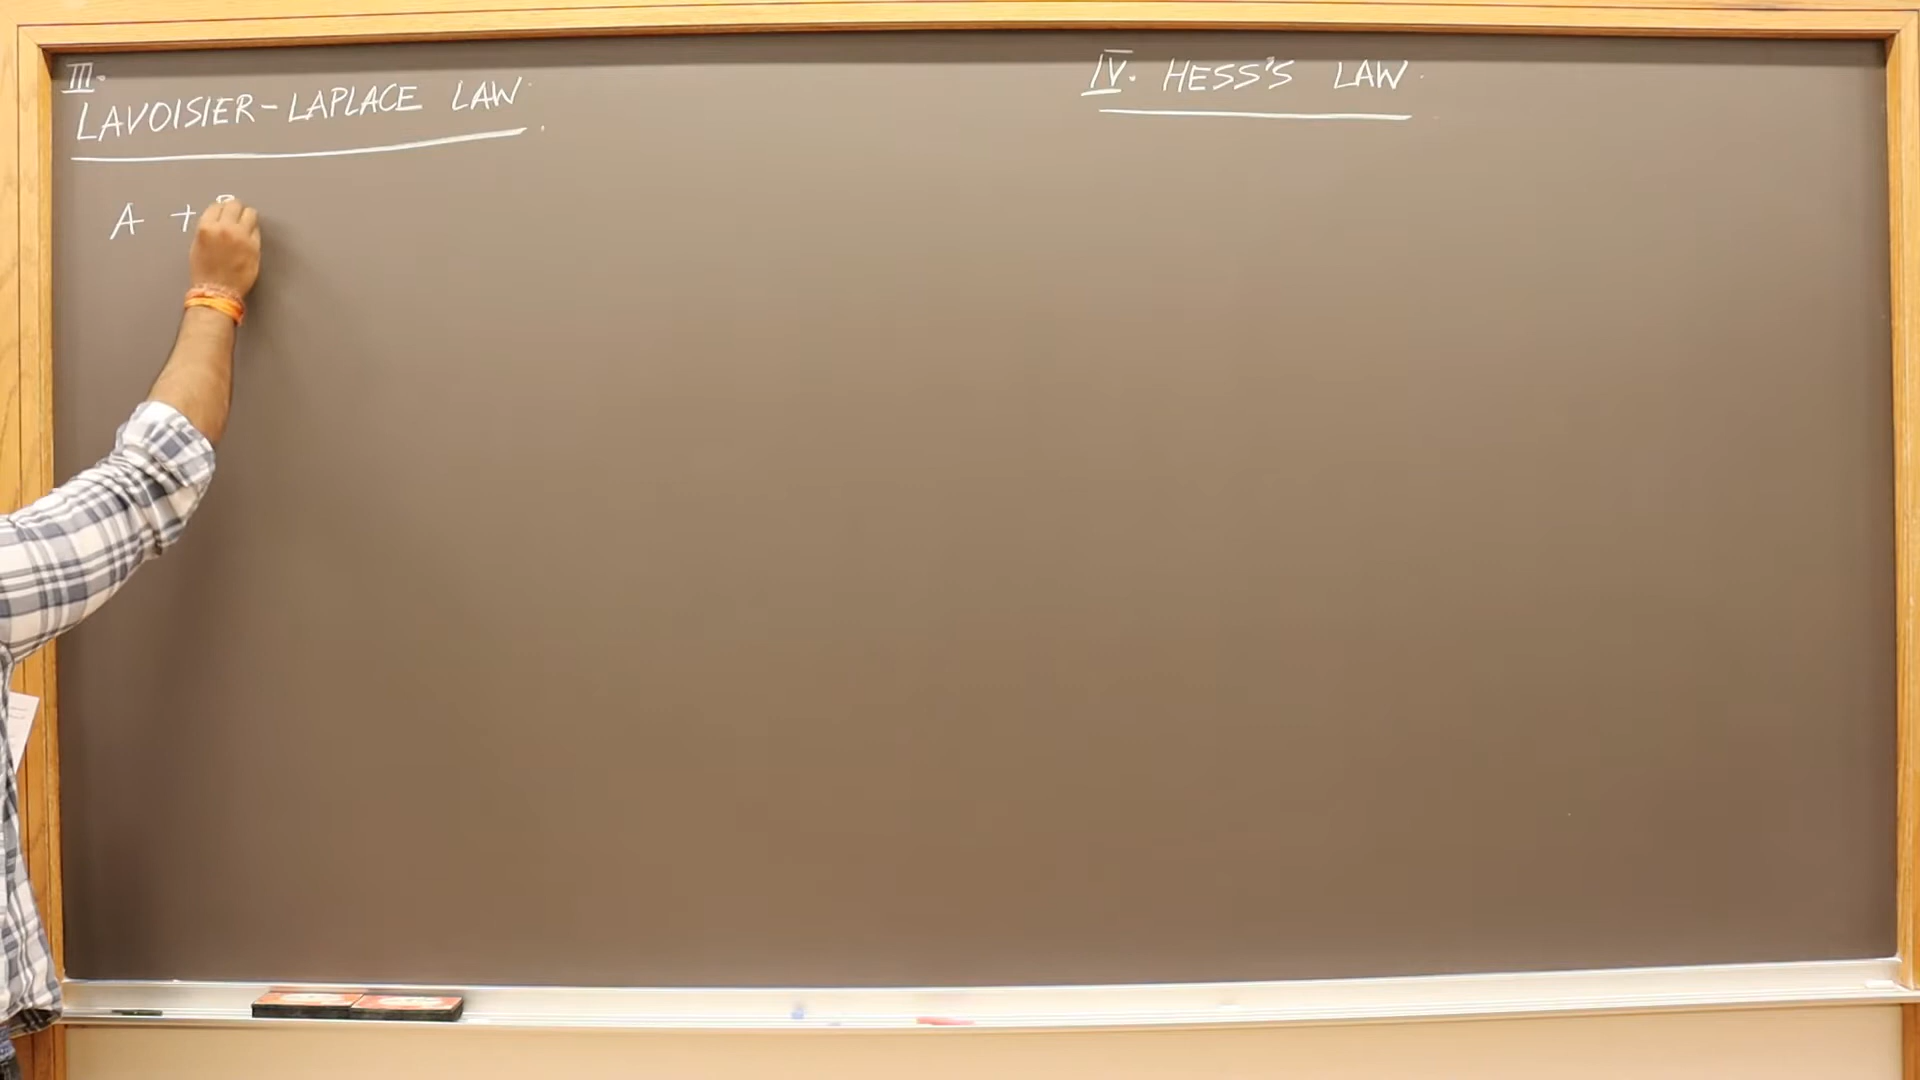 III.
LAVOISIER-LAPLACE LAW
A +
IV. HESS'S LAW